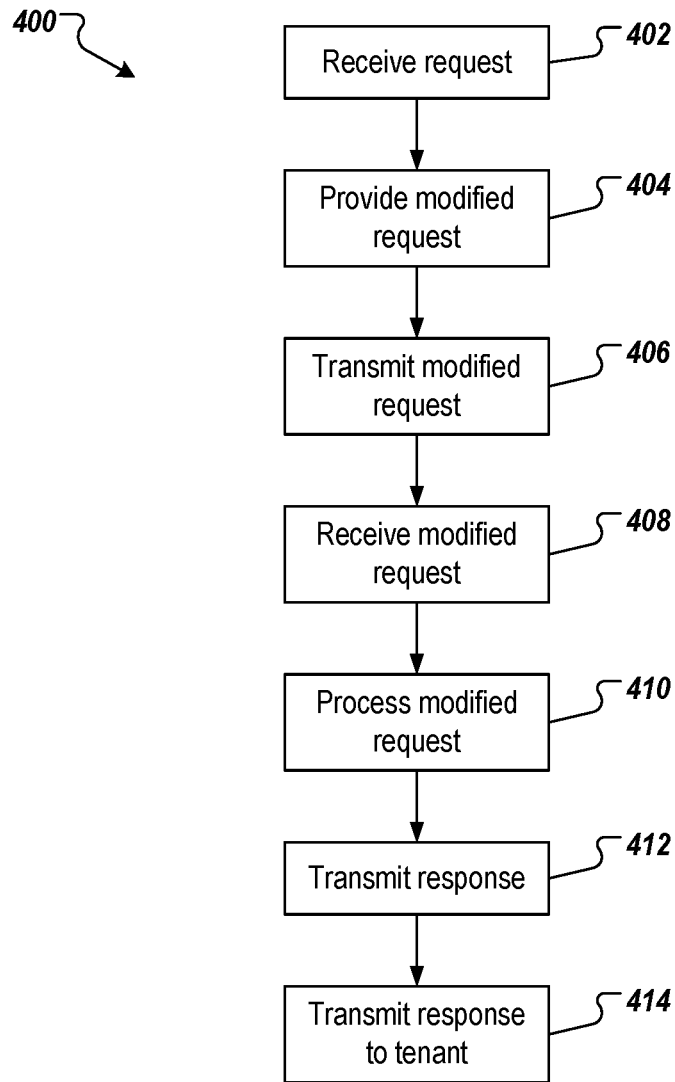 400
Receive request
402
Provide modified
request
404
Transmit modified
request
406
Receive modified
request
408
Process modified
request
410
Transmit response
412
Transmit response
to tenant
414